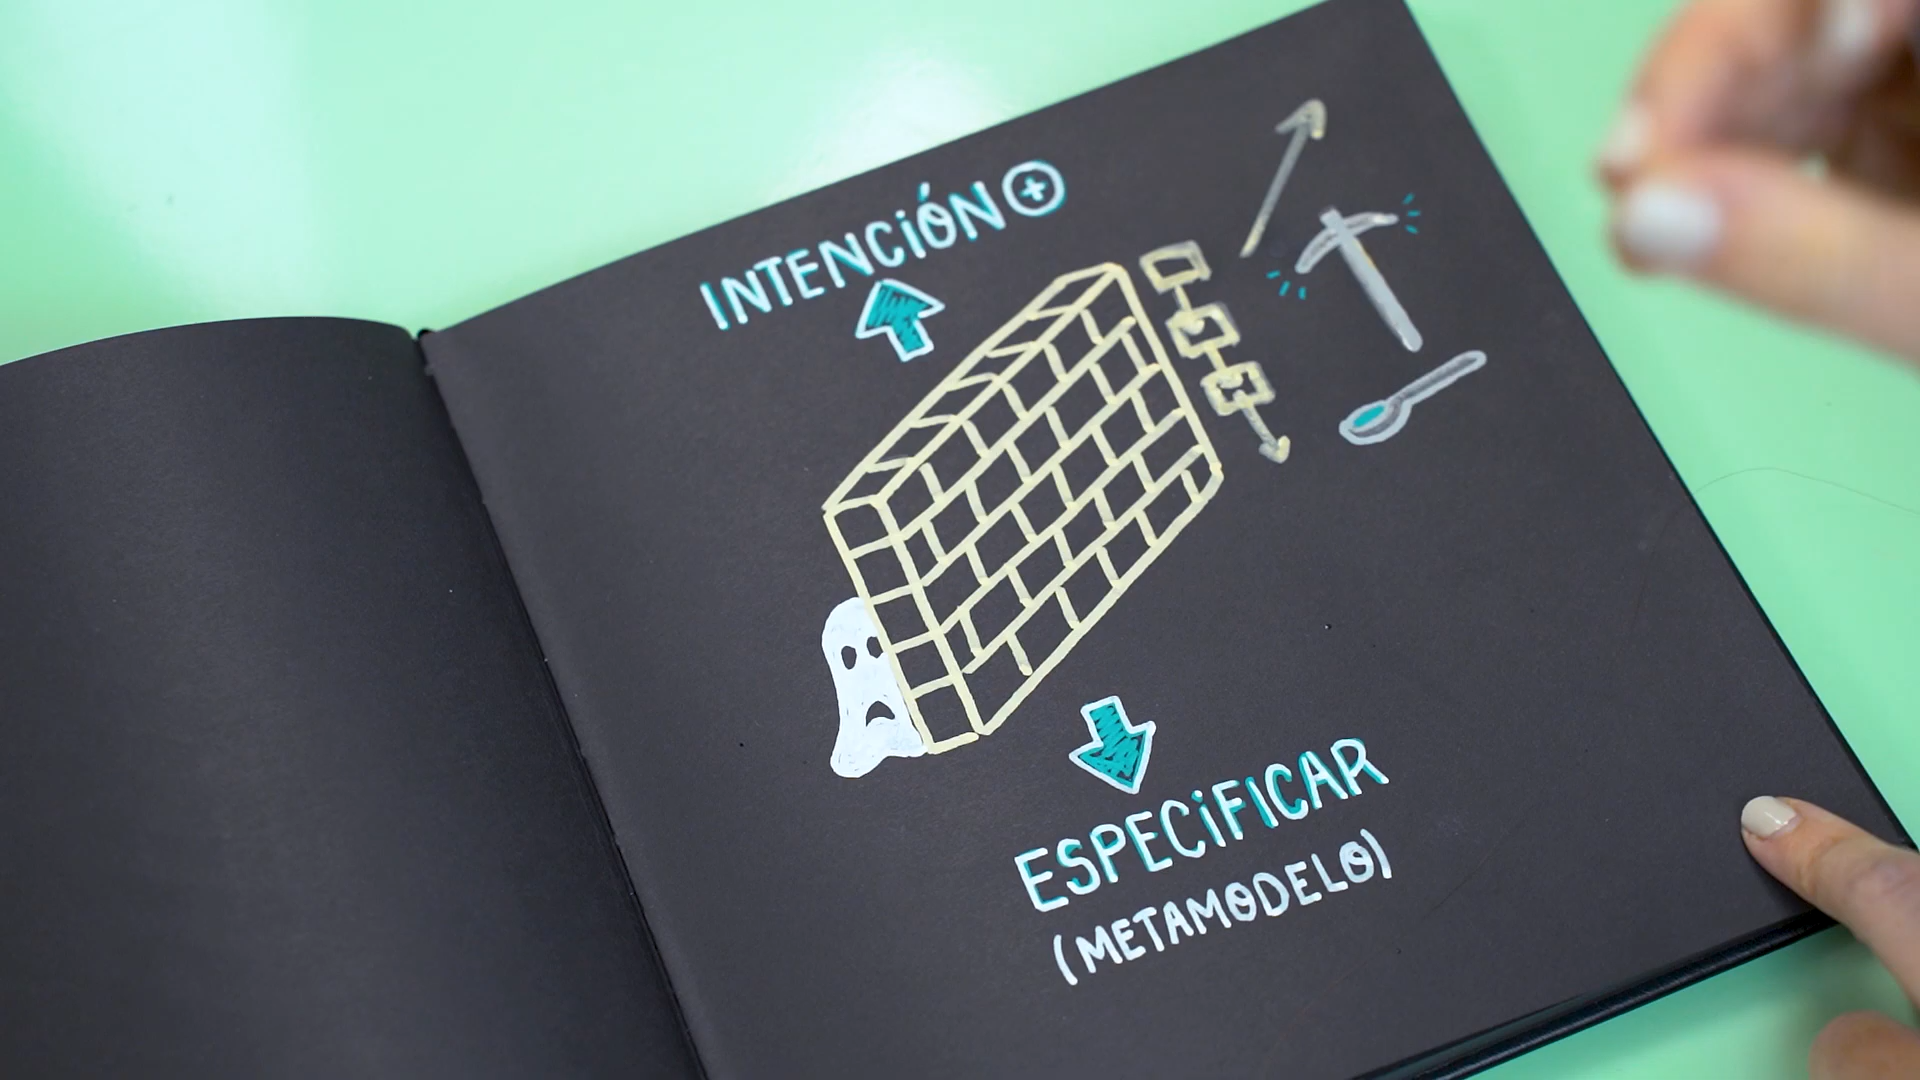 INTENCIÓN +
ESPECIFICAR
(METAMODELO)